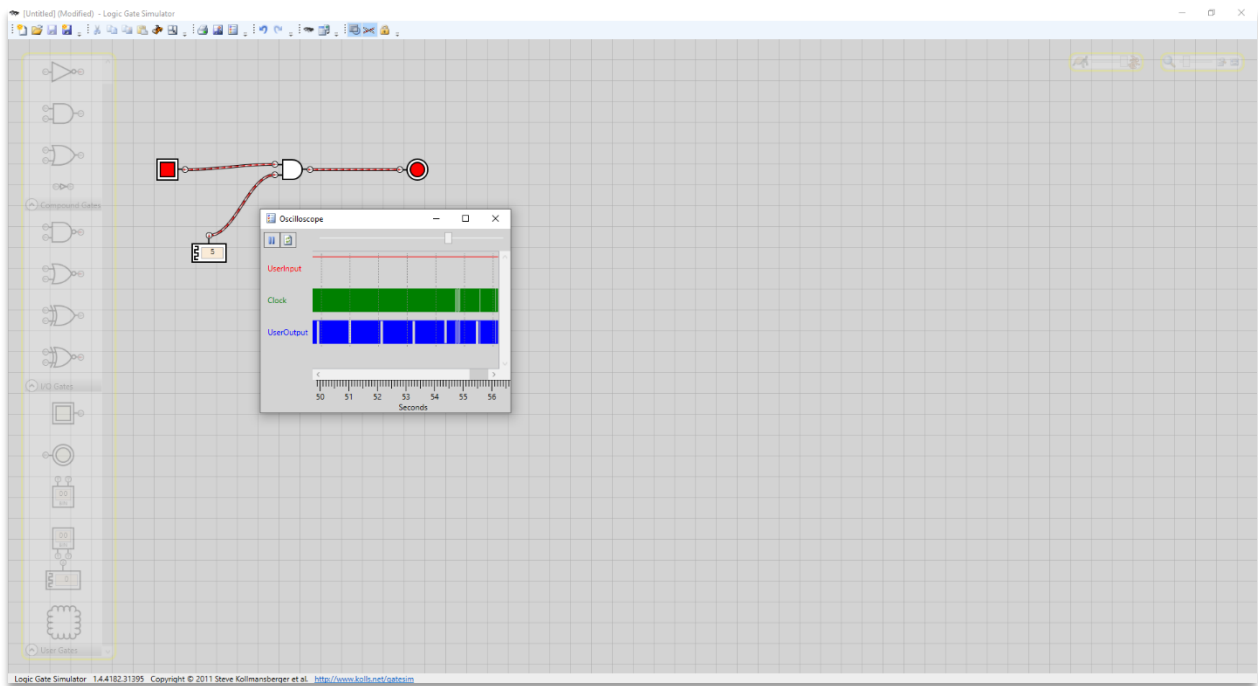 [Untitled] (Modified) - Logic Gate Simulator
Compound Gates
5
Oscilloscope
UserInput
Clock
UserOutput
50 51 52 53 54 55 56
Seconds
I/O Gates
User Gates
Logic Gate Simulator 1.4.4182.31395 Copyright © 2011 Steve Kollmansberger et al. http://www.kolls.net/gatesim